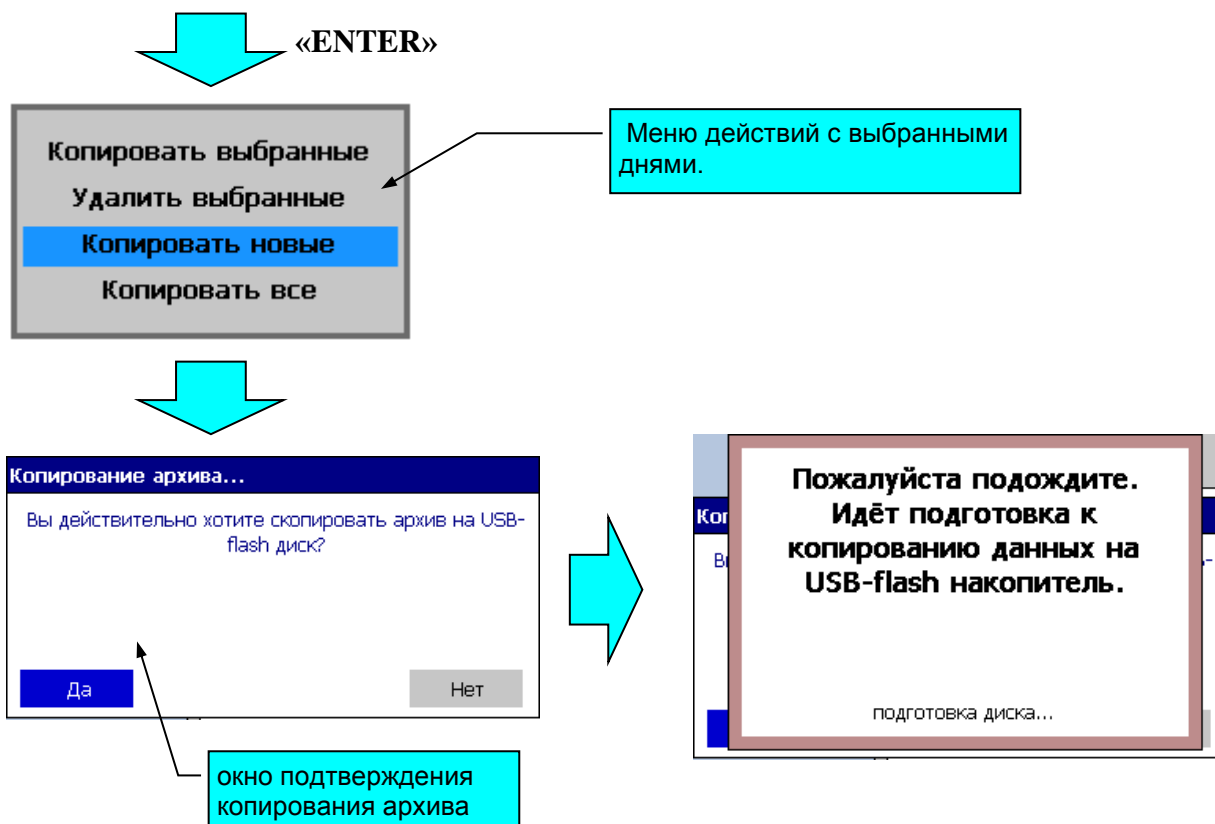 «ENTER»
Копировать выбранные
Удалить выбранные
Копировать новые
Копировать все
Меню действий с выбранными
днями.
Копирование архива...
Вы действительно хотите скопировать архив на USB-
flash диск?
Да
Нет
окно подтверждения
копирования архива
Пожалуйста подождите.
Идёт подготовка к
копированию данных на
USB-flash накопитель.
подготовка диска...
Коп